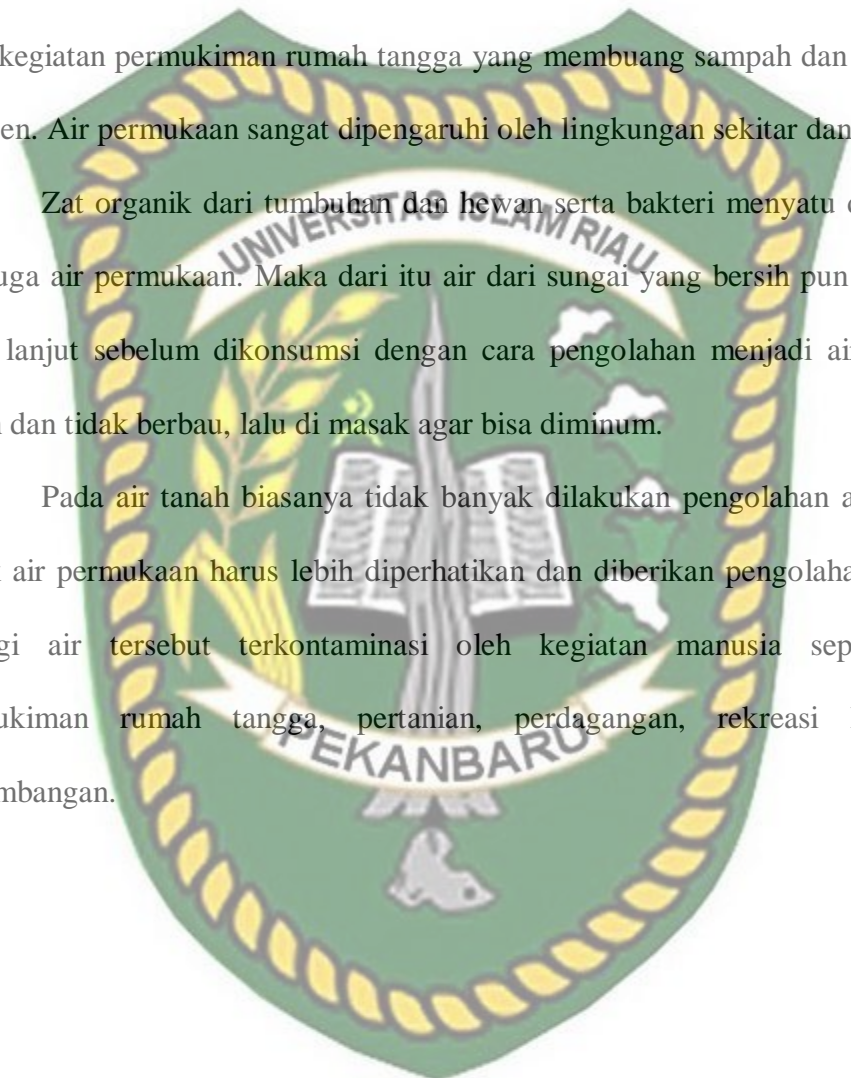 kegiatan permukiman rumah tangga yang membuang sampah dan
en. Air permukaan sangat dipengaruhi oleh lingkungan sekitar dan
Zat organik dari tumbuhan dan hewan serta bakteri menyatu
UNIVERSITAS ISLAM RIAU
uga air permukaan. Maka dari itu air dari sungai yang bersih pun
lanjut sebelum dikonsumsi dengan cara pengolahan menjadi air
dan tidak berbau, lalu di masak agar bisa diminum.
Pada air tanah biasanya tidak banyak dilakukan pengolahan a
air permukaan harus lebih diperhatikan dan diberikan pengolaha
gi air tersebut terkontaminasi oleh kegiatan manusia sep
ukiman rumah tangga, pertanian, perdagangan, rekreasi
PEKANBARU
mbangan.